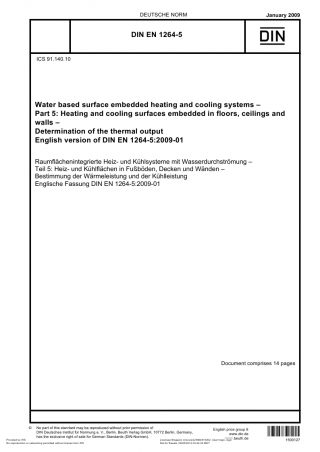 DEUTSCHE NORM
January 2009
DIN EN 1264-5
DIN
ICS 91.140.10
Water based surface embedded heating and cooling systems –
Part 5: Heating and cooling surfaces embedded in floors, ceilings and
walls –
Determination of the thermal output
English version of DIN EN 1264-5:2009-01
Raumflächenintegrierte Heiz- und Kühlsysteme mit Wasserdurchströmung –
Teil 5: Heiz- und Kühlflächen in Fußböden, Decken und Wänden –
Bestimmung der Wärmeleistung und der Kühlleistung
Englische Fassung DIN EN 1264-5:2009-01
Document comprises 14 pages
© No part of this standard may be reproduced without prior permission of
DIN Deutsches Institut für Normung e. V., Berlin. Beuth Verlag GmbH, 10772 Berlin, Germany,
has the exclusive right of sale for German Standards (DIN-Normen).
English price group 8
www.din.de
www.beuth.de